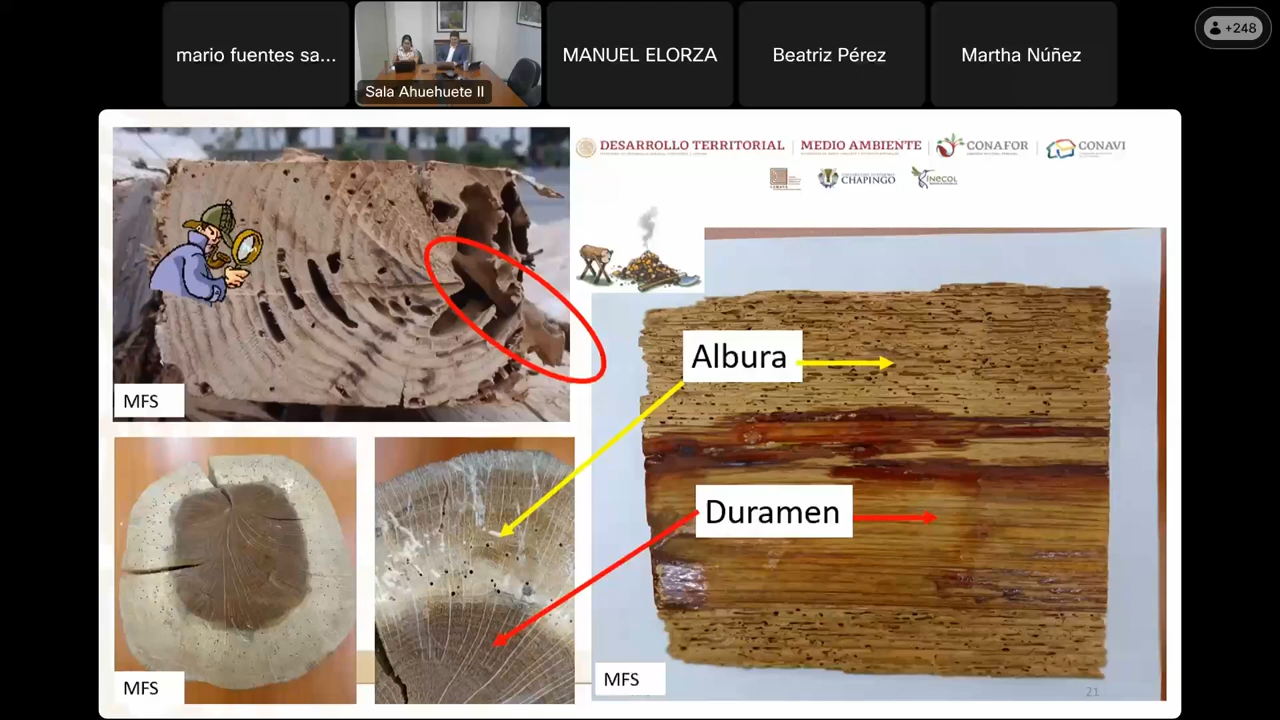 mario fuentes sa...
Sala Ahuehuete II
MANUEL ELORZA
Beatriz Pérez
Martha Núñez
+248
DESARROLLO TERRITORIAL
MEDIO AMBIENTE
CONAFOR
CONAVI
CHAPINGO
INECOL
MFS
Albura
Duramen
MFS
MFS
21